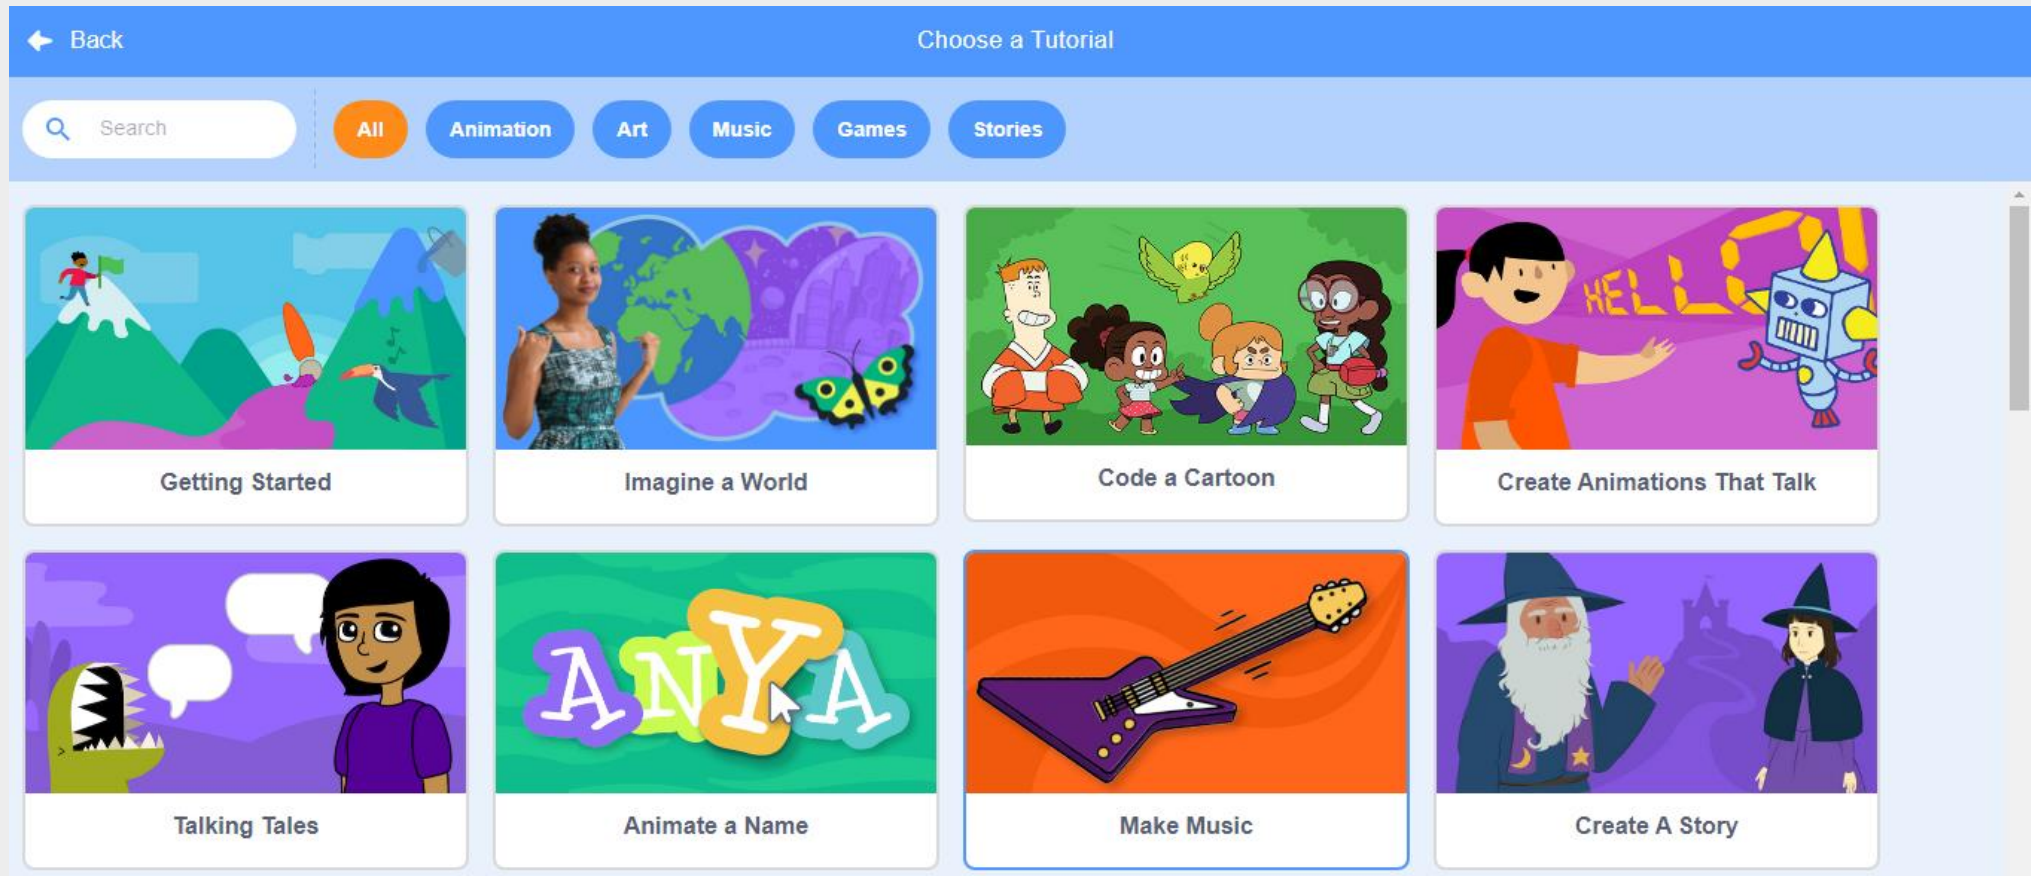 Back
Choose a Tutorial
Search
All
Animation
Art
Music
Games
Stories
HELLO
Getting Started
Imagine a World
Code a Cartoon
Create Animations That Talk
ANYA
Talking Tales
Animate a Name
Make Music
Create A Story